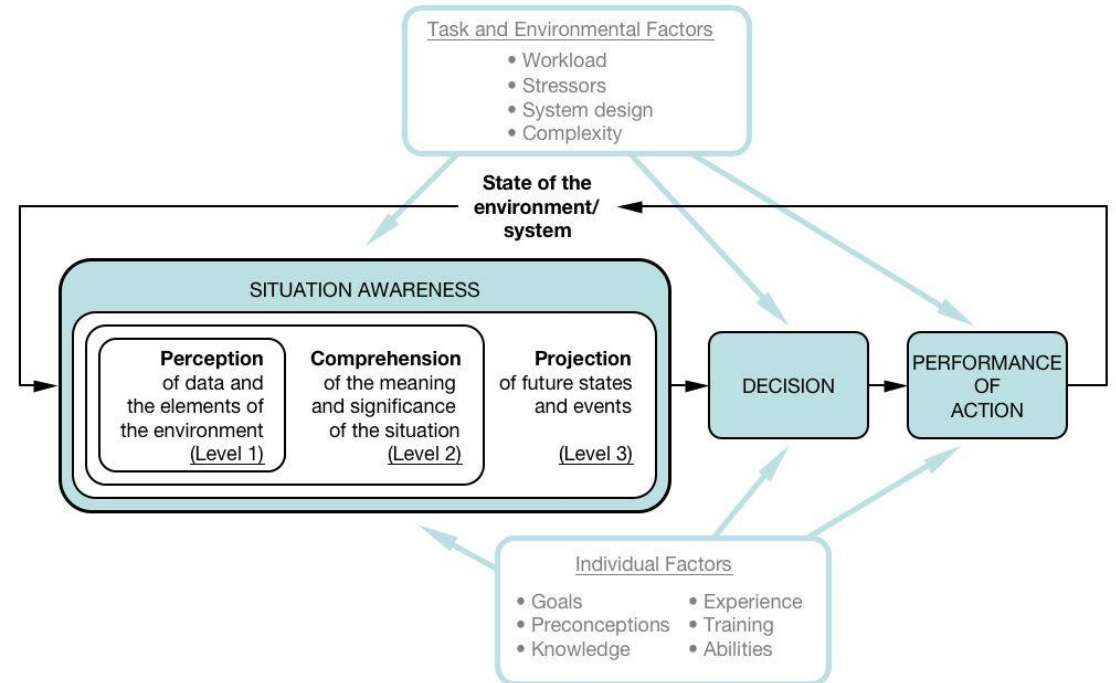 Task and Environmental Factors
• Workload
• Stressors
• System design
• Complexity
State of the
environment/
system
SITUATION AWARENESS
Perception
of data and
the elements of
the environment
(Level 1)
Comprehension
of the meaning
and significance
of the situation
(Level 2)
Projection
of future states
and events
(Level 3)
DECISION
PERFORMANCE
OF
ACTION
Individual Factors
• Goals
• Preconceptions
• Knowledge
• Experience
• Training
• Abilities